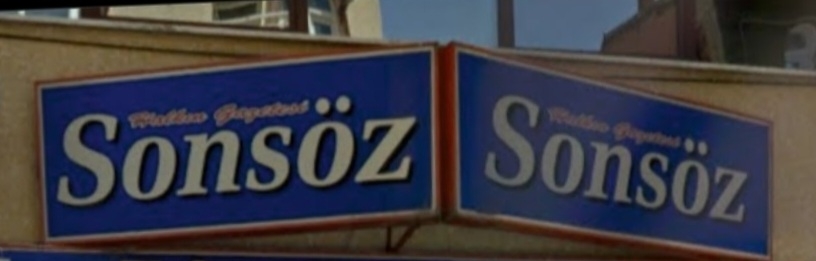 Halkın Gazetesi
Sonsöz
Halkın Gazetesi
Sonsöz